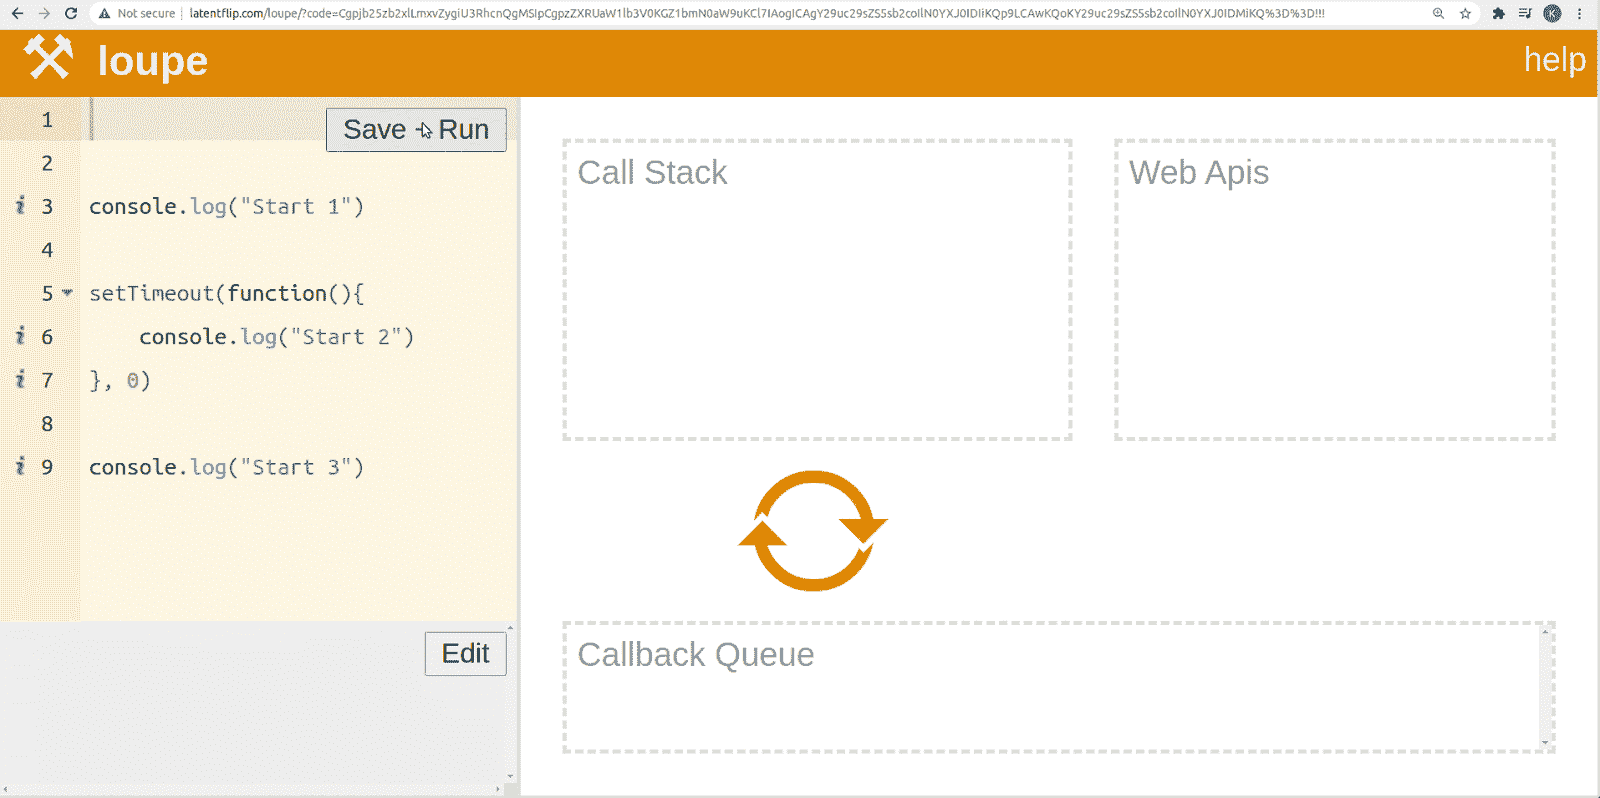 Not secure latentflip.com/loupe/?code=Cgpjb25zb2xlLmxvZygiU3RhcnQgMSIpCgpzZXRUaW1lb3V0KGZ1bmN0aW9uKCl7IAogICAgY29uc29sZS5sb2coIlN0YXJ0IDIiKQp9LCAwKQoKY29uc29sZS5sb2coIlN0YXJ0IDMiKQ%3D%3D!!!
K
loupe
help
1
Save + Run
2
i 3 console.log("Start 1")
4
5 setTimeout(function(){
i 6 console.log("Start 2")
i 7 }, 0)
8
i 9 console.log("Start 3")
Edit
Call Stack
Web Apis
Callback Queue